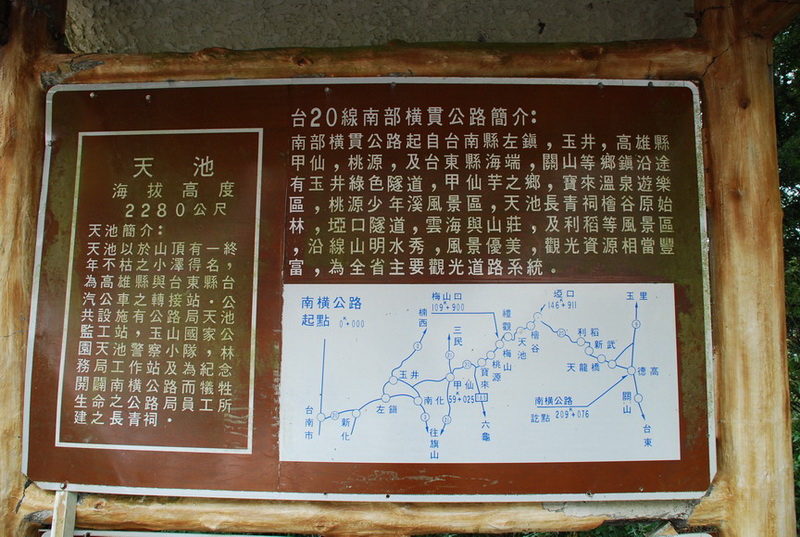 天池
海拔高度
2280公尺
天池簡介：
天池以於山頂有一終
年不枯之小澤得名，
為高雄縣與台東縣台
汽公車之轉接站。公
共設施有公路局天池
監工站，玉山國家公
園天池警察小隊，林
務局工作站及為紀念
開闢南橫公路而犧牲
生命之公路局員工所
建之長青祠。
台20線南部橫貫公路簡介：
南部橫貫公路起自台南縣左鎮，玉井，高雄縣
甲仙，桃源，及台東縣海端，關山等鄉鎮沿途
有玉井綠色隧道，甲仙芋之鄉，寶來溫泉遊樂
區，桃源少年溪風景區，天池長青祠檜谷原始
林，埡口隧道，雲海與山莊，及利稻等風景區
，沿線山明水秀，風景優美，觀光資源相當豐
富，為全省主要觀光道路系統。
南橫公路
起點 0+000
台南市
新化
左鎮
玉井
楠西
南化
往旗山
三民
甲仙
59+025
六龜
寶來
桃源
梅山口
109+900
梅山
禮觀
天池
檜谷
埡口
146+911
利稻
新武
天龍橋
玉里
德高
關山
台東
南橫公路
訖點 209+076